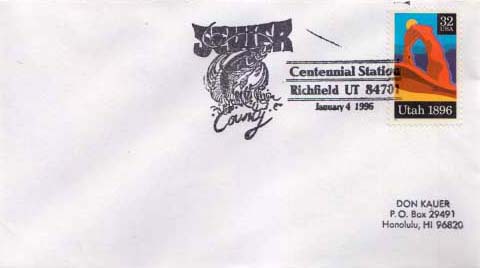 SEVIER
County
Centennial Station
Richfield UT 84701
January 4 1996
32
USA
Utah 1896
DON KAUER
P.O. Box 29491
Honolulu, HI 96820